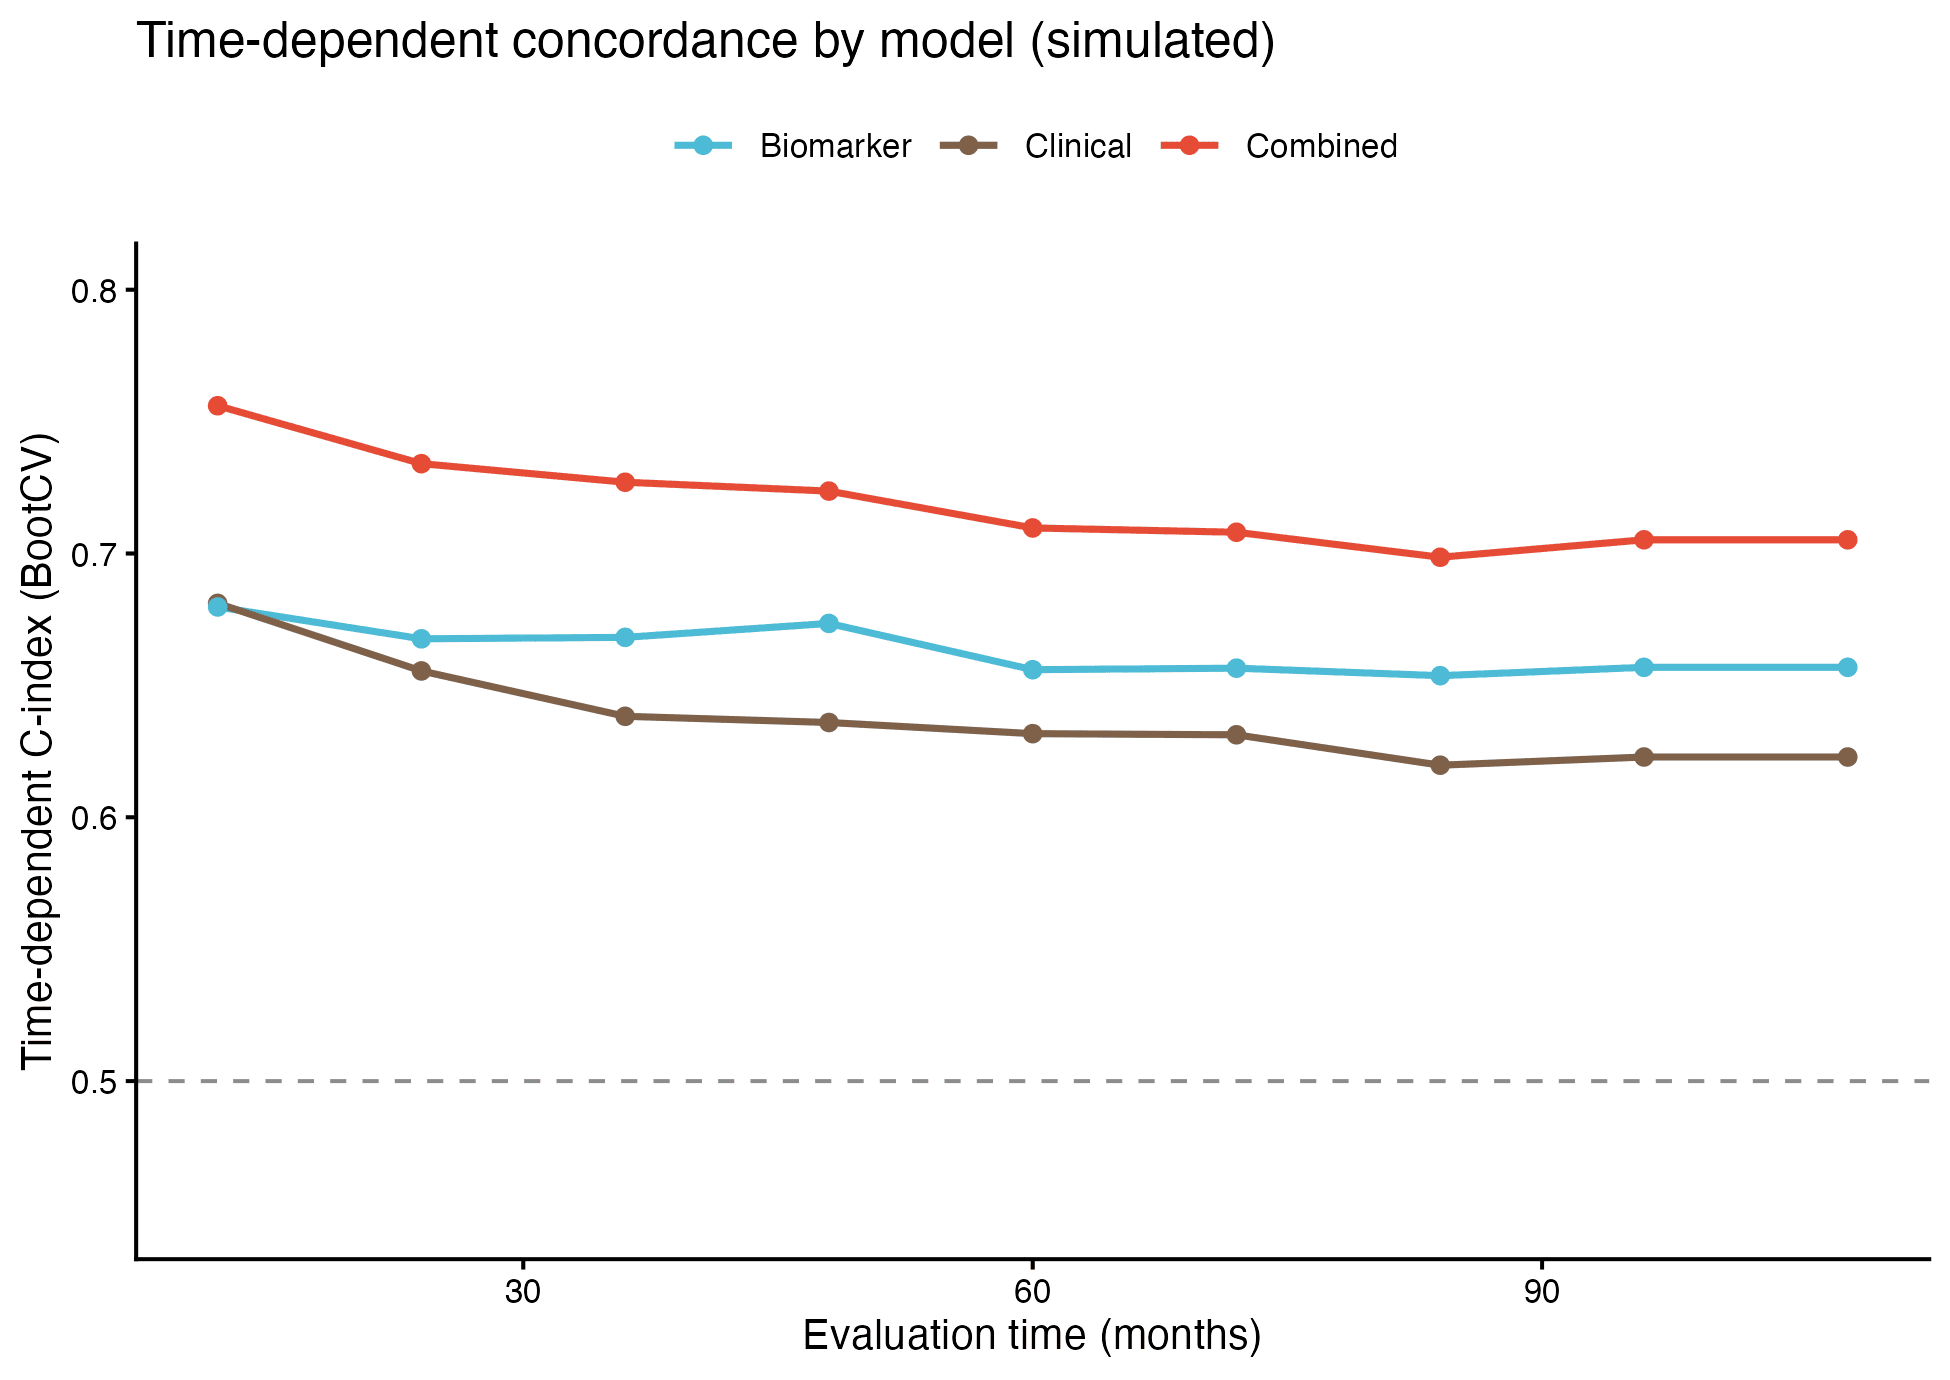 Time-dependent concordance by model (simulated)
Biomarker Clinical Combined
Time-dependent C-index (BootCV)
0.8
0.7
0.6
0.5
30 60 90
Evaluation time (months)